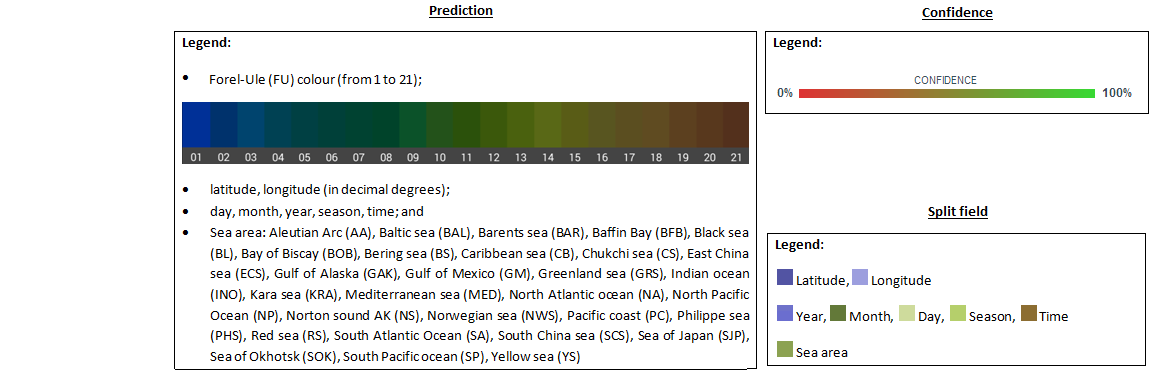 Prediction
Legend:
• Forel-Ule (FU) colour (from 1 to 21);
01 02 03 04 05 06 07 08 09 10 11 12 13 14 15 16 17 18 19 20 21
• latitude, longitude (in decimal degrees);
• day, month, year, season, time; and
• Sea area: Aleutian Arc (AA), Baltic sea (BAL), Barents sea (BAR), Baffin Bay (BFB), Black sea
(BL), Bay of Biscay (BOB), Bering sea (BS), Caribbean sea (CB), Chukchi sea (CS), East China
sea (ECS), Gulf of Alaska (GAK), Gulf of Mexico (GM), Greenland sea (GRS), Indian ocean
(INO), Kara sea (KRA), Mediterranean sea (MED), North Atlantic ocean (NA), North Pacific
Ocean (NP), Norton sound AK (NS), Norwegian sea (NWS), Pacific coast (PC), Philippe sea
(PHS), Red sea (RS), South Atlantic Ocean (SA), South China sea (SCS), Sea of Japan (SJP),
Sea of Okhotsk (SOK), South Pacific ocean (SP), Yellow sea (YS)
Confidence
Legend:
CONFIDENCE
0% 100%
Split field
Legend:
Latitude, Longitude
Year, Month, Day, Season, Time
Sea area